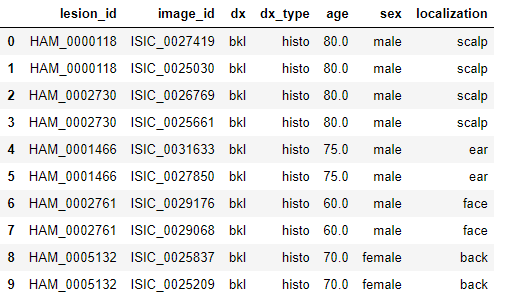 lesion_id image_id dx dx_type age sex localization
0 HAM_0000118 ISIC_0027419 bkl histo 80.0 male scalp
1 HAM_0000118 ISIC_0025030 bkl histo 80.0 male scalp
2 HAM_0002730 ISIC_0026769 bkl histo 80.0 male scalp
3 HAM_0002730 ISIC_0025661 bkl histo 80.0 male scalp
4 HAM_0001466 ISIC_0031633 bkl histo 75.0 male ear
5 HAM_0001466 ISIC_0027850 bkl histo 75.0 male ear
6 HAM_0002761 ISIC_0029176 bkl histo 60.0 male face
7 HAM_0002761 ISIC_0029068 bkl histo 60.0 male face
8 HAM_0005132 ISIC_0025837 bkl histo 70.0 female back
9 HAM_0005132 ISIC_0025209 bkl histo 70.0 female back